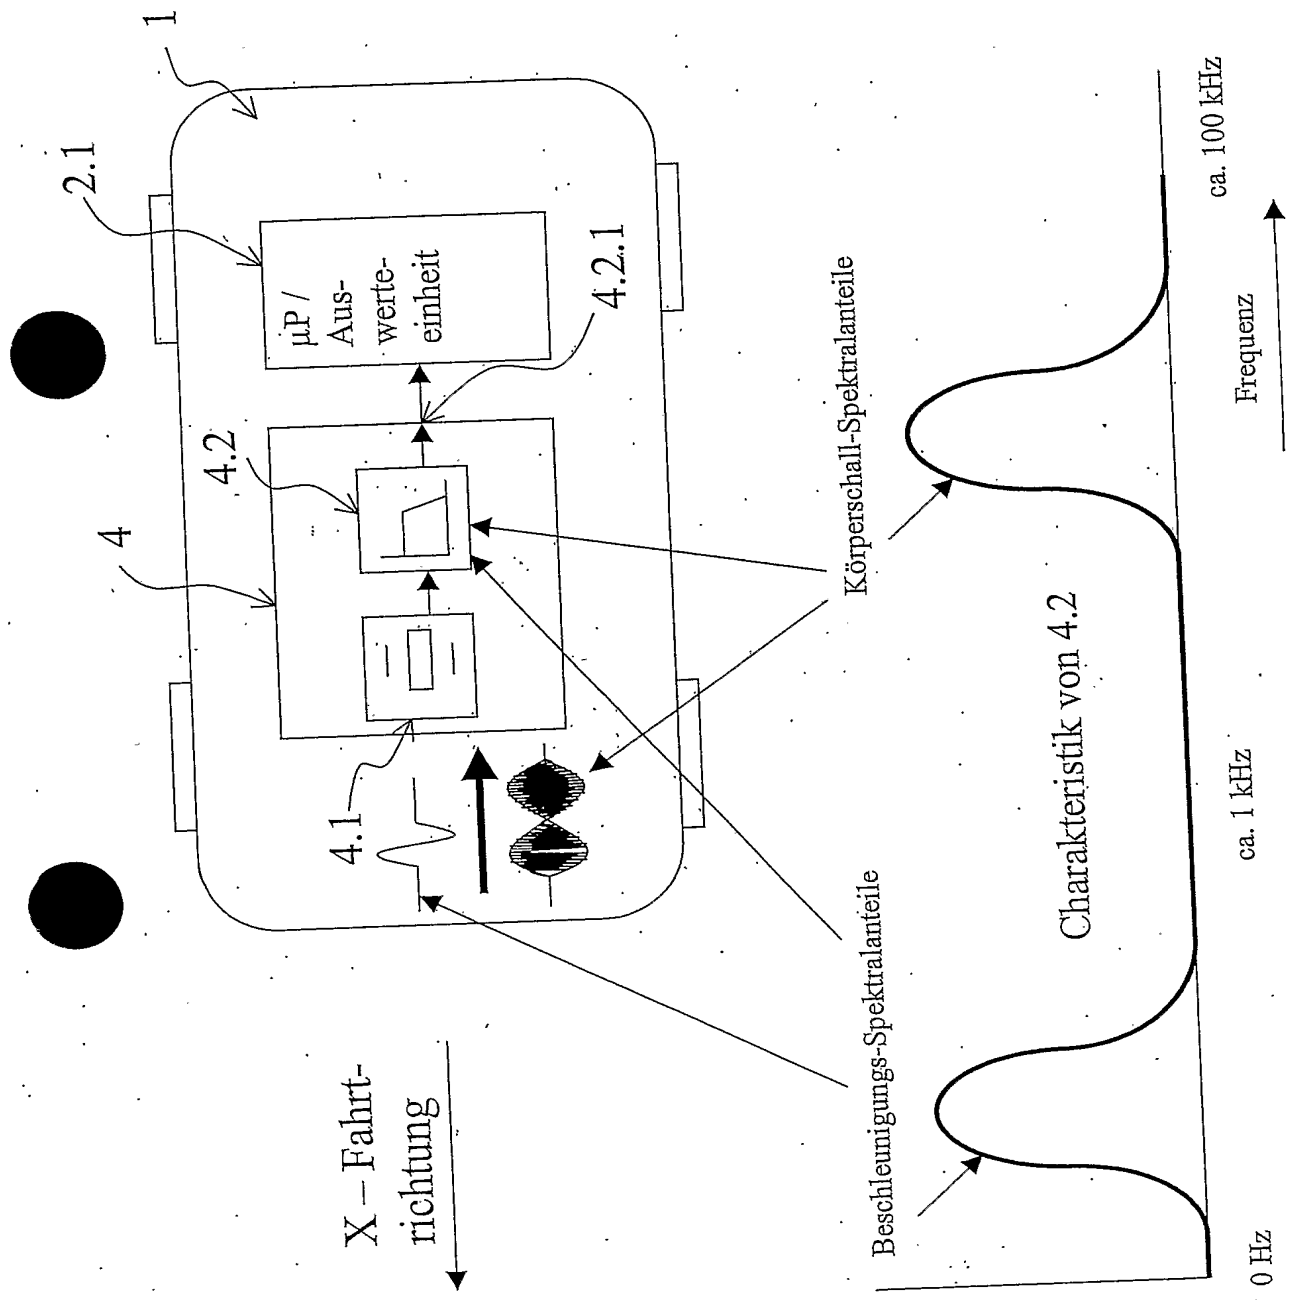 1
2.1
µP /
Aus-
werte-
einheit
4.2.1
4.2
4
4.1
X – Fahrt-
richtung
Körperschall-Spektralanteile
Beschleunigungs-Spektralanteile
Charakteristik von 4.2
0 Hz
ca. 1 kHz
Frequenz
ca. 100 kHz